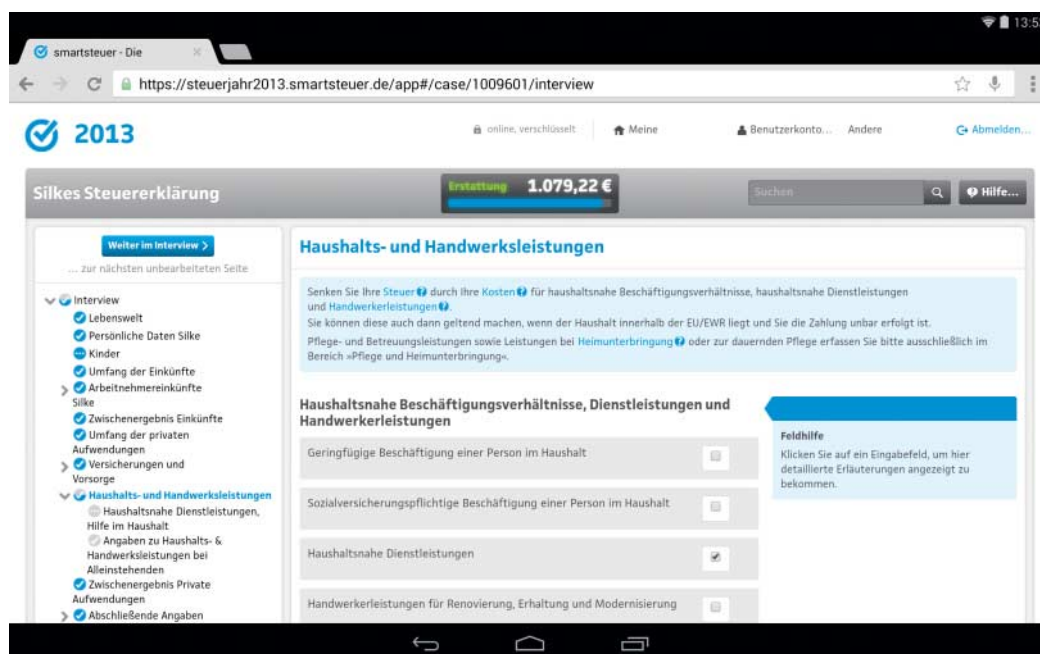 13:5
smartsteuer - Die
https://steuerjahr2013.smartsteuer.de/app#/case/1009601/interview
2013
online, verschlüsselt
Meine
Benutzerkonto...
Andere
Abmelden...
Silkes Steuererklärung
Erstattung 1.079,22 €
Suchen
Hilfe...
Weiter im Interview >
... zur nächsten unbearbeiteten Seite
Interview
Lebenswelt
Persönliche Daten Silke
Kinder
Umfang der Einkünfte
Arbeitnehmereinkünfte
Silke
Zwischenergebnis Einkünfte
Umfang der privaten
Aufwendungen
Versicherungen und
Vorsorge
Haushalts- und Handwerksleistungen
Haushaltsnahe Dienstleistungen,
Hilfe im Haushalt
Angaben zu Haushalts- &
Handwerksleistungen bei
Alleinstehenden
Zwischenergebnis Private
Aufwendungen
Abschließende Angaben
Haushalts- und Handwerksleistungen
Senken Sie Ihre Steuer durch Ihre Kosten für haushaltsnahe Beschäftigungsverhältnisse, haushaltsnahe Dienstleistungen
und Handwerkerleistungen.
Sie können diese auch dann geltend machen, wenn der Haushalt innerhalb der EU/EWR liegt und Sie die Zahlung unbar erfolgt ist.
Pflege- und Betreuungsleistungen sowie Leistungen bei Heimunterbringung oder zur dauernden Pflege erfassen Sie bitte ausschließlich im
Bereich »Pflege und Heimunterbringung«.
Haushaltsnahe Beschäftigungsverhältnisse, Dienstleistungen und
Handwerkerleistungen
Geringfügige Beschäftigung einer Person im Haushalt
Sozialversicherungspflichtige Beschäftigung einer Person im Haushalt
Haushaltsnahe Dienstleistungen
Handwerkerleistungen für Renovierung, Erhaltung und Modernisierung
Feldhilfe
Klicken Sie auf ein Eingabefeld, um hier
detaillierte Erläuterungen angezeigt zu
bekommen.